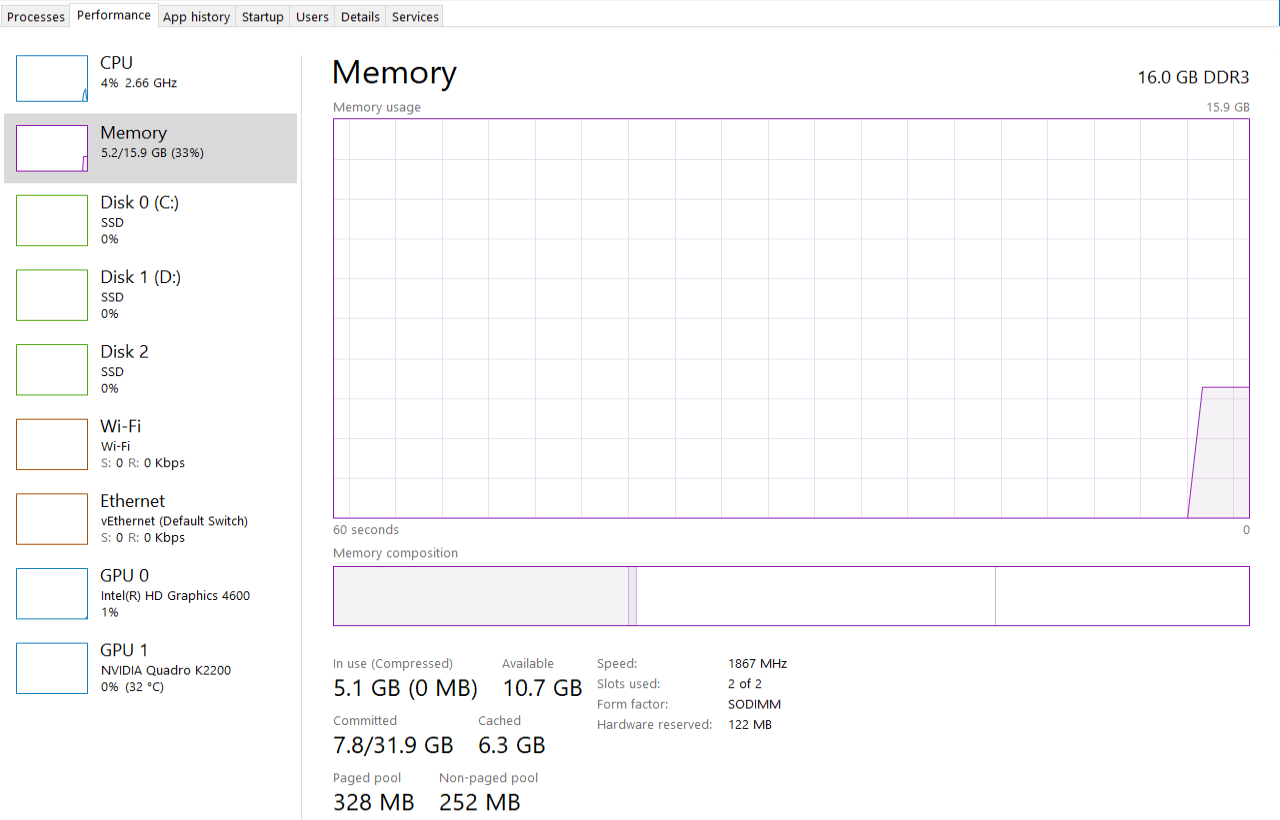 Processes Performance App history Startup Users Details Services
CPU
4% 2.66 GHz
Memory
5.2/15.9 GB (33%)
Disk 0 (C:)
SSD
0%
Disk 1 (D:)
SSD
0%
Disk 2
SSD
0%
Wi-Fi
Wi-Fi
S: 0 R: 0 Kbps
Ethernet
vEthernet (Default Switch)
S: 0 R: 0 Kbps
GPU 0
Intel(R) HD Graphics 4600
1%
GPU 1
NVIDIA Quadro K2200
0% (32 °C)
Memory
16.0 GB DDR3
Memory usage
15.9 GB
60 seconds
0
Memory composition
In use (Compressed)
5.1 GB (0 MB)
Available
10.7 GB
Committed
7.8/31.9 GB
Cached
6.3 GB
Paged pool
328 MB
Non-paged pool
252 MB
Speed: 1867 MHz
Slots used: 2 of 2
Form factor: SODIMM
Hardware reserved: 122 MB